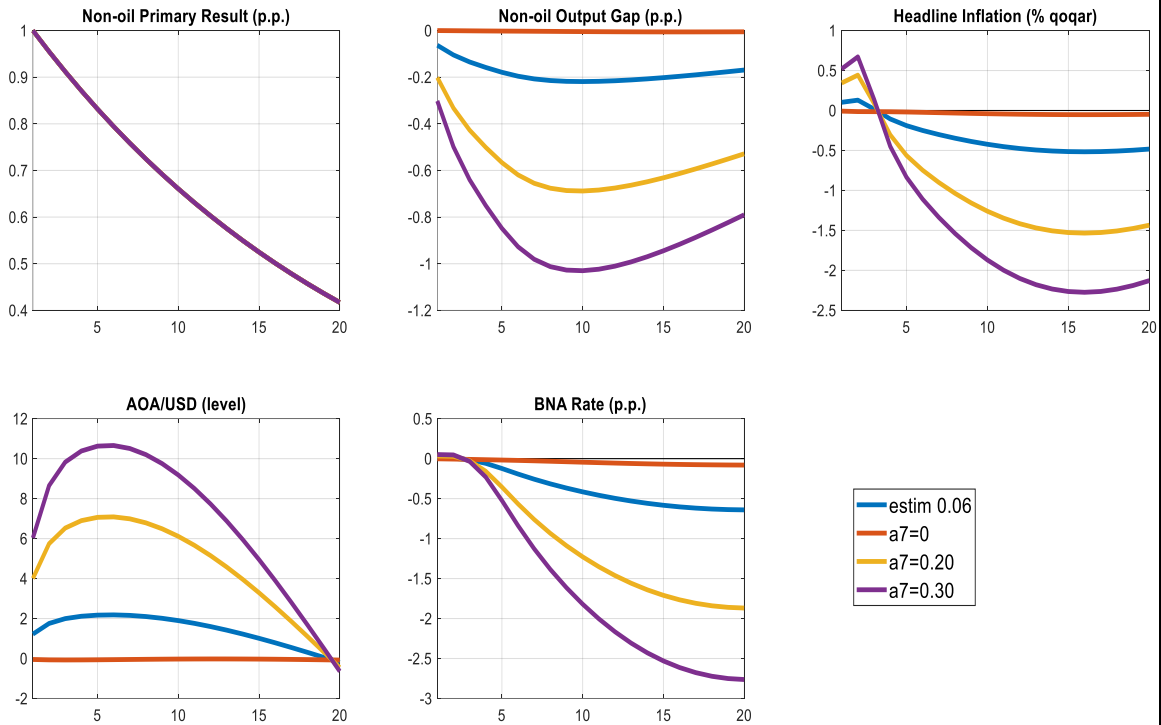 Non-oil Primary Result (p.p.)
1
0.9
0.8
0.7
0.6
0.5
0.4
5 10 15 20
Non-oil Output Gap (p.p.)
0
-0.2
-0.4
-0.6
-0.8
-1
-1.2
5 10 15 20
Headline Inflation (% qoqar)
1
0.5
0
-0.5
-1
-1.5
-2
-2.5
5 10 15 20
AOA/USD (level)
12
10
8
6
4
2
0
-2
5 10 15 20
BNA Rate (p.p.)
0.5
0
-0.5
-1
-1.5
-2
-2.5
-3
5 10 15 20
estim 0.06
a7=0
a7=0.20
a7=0.30